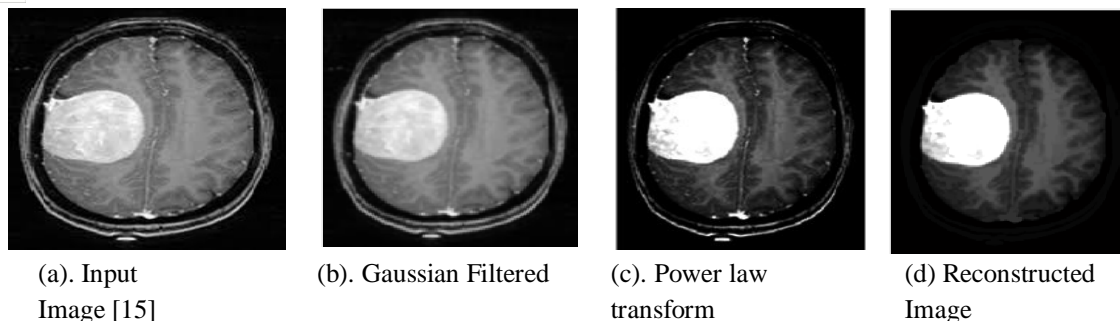 (a). Input
Image [15]
(b). Gaussian Filtered
(c). Power law
transform
(d) Reconstructed
Image